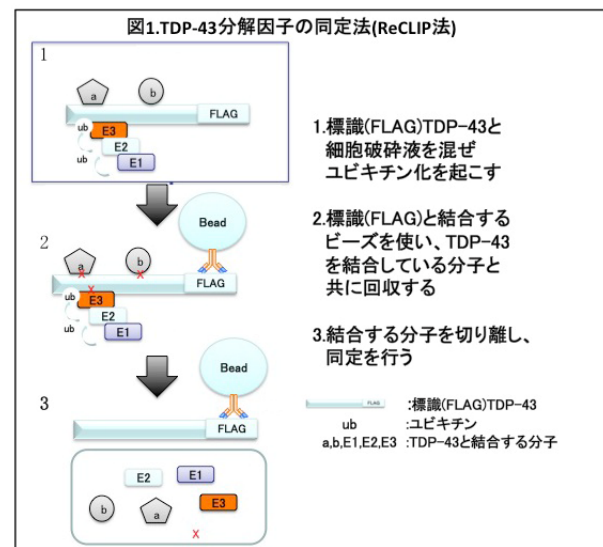 図1.TDP-43分解因子の同定法(ReCLIP法)
1
a
b
FLAG
ub
E3
E2
ub
E1
1.標識(FLAG)TDP-43と
細胞破砕液を混ぜ
ユビキチン化を起こす
2
Bead
a
b
x
x
x
FLAG
ub
E3
E2
ub
E1
2.標識(FLAG)と結合する
ビーズを使い、TDP-43
を結合している分子と
共に回収する
3
Bead
FLAG
E2
E1
b
a
E3
x
3.結合する分子を切り離し、
同定を行う
FLAG :標識(FLAG)TDP-43
ub :ユビキチン
a,b,E1,E2,E3 :TDP-43と結合する分子